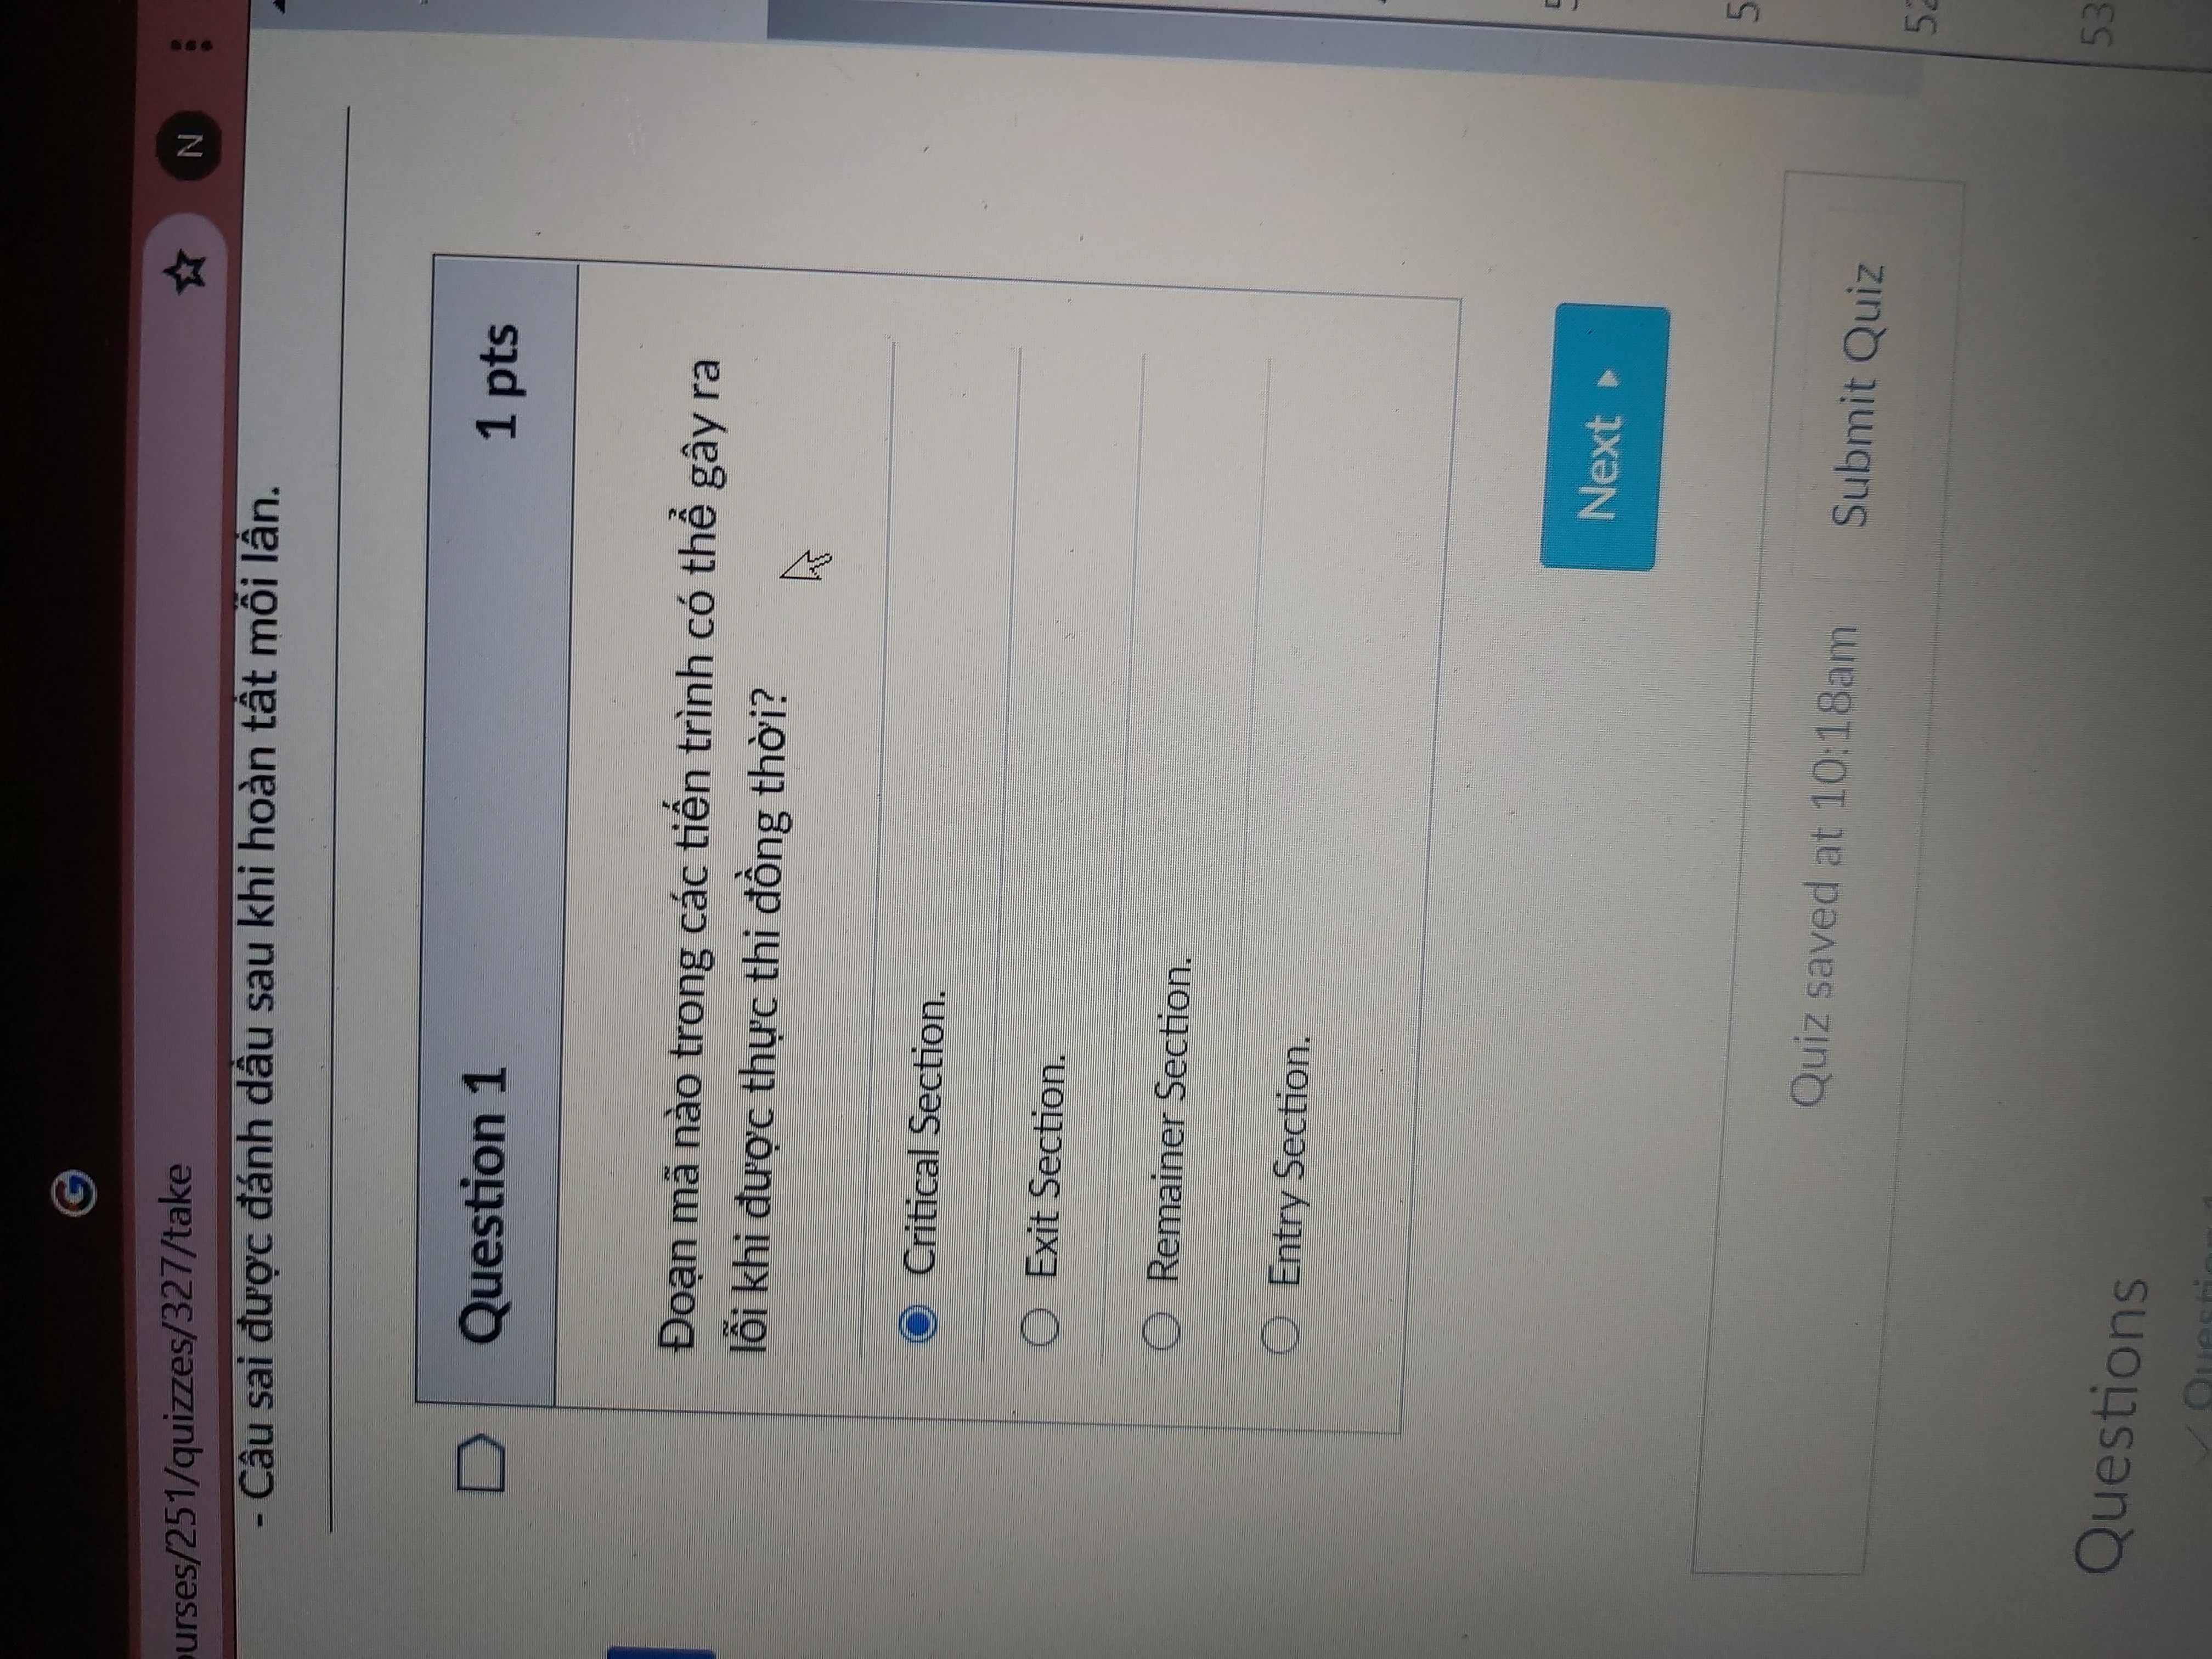 G
ourses/251/quizzes/327/take
N
- Câu sai được đánh dấu sau khi hoàn tất mỗi lần.
Question 1
1 pts
Đoạn mã nào trong các tiến trình có thể gây ra
lỗi khi được thực thi đồng thời?
Critical Section.
Exit Section.
Remainer Section.
Entry Section.
Next
Quiz saved at 10:18am
Submit Quiz
5
52
53
Questions